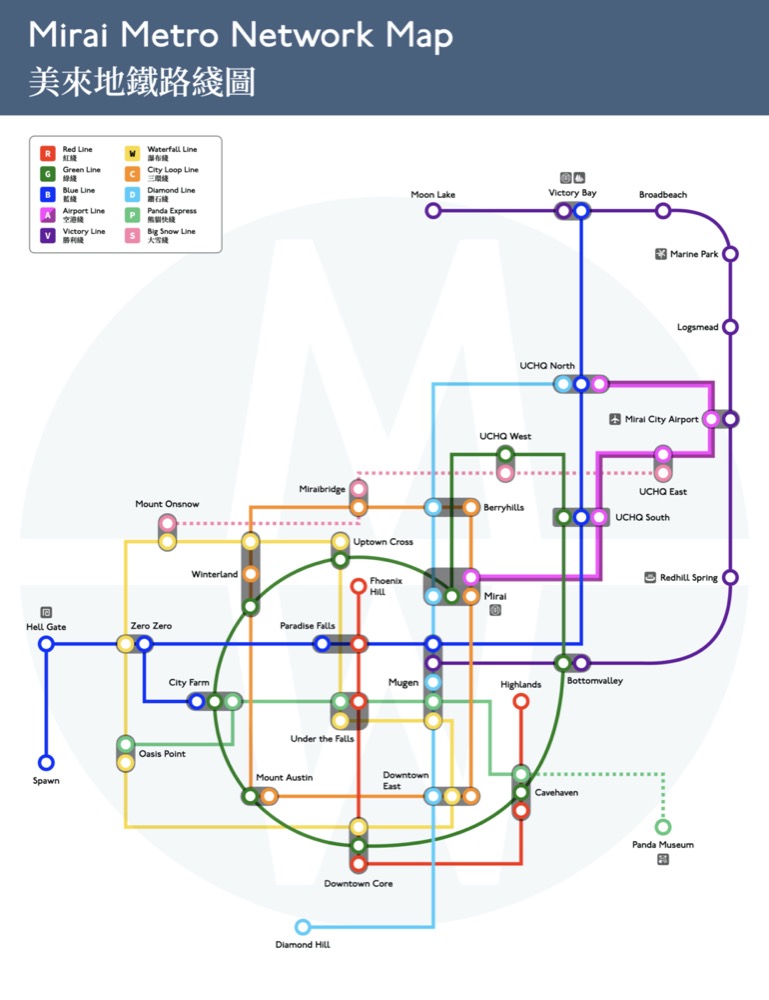 Mirai Metro Network Map
美來地鐵路綫圖
R Red Line
紅綫
G Green Line
綠綫
B Blue Line
藍綫
A Airport Line
空港綫
V Victory Line
勝利綫
W Waterfall Line
瀑布綫
C City Loop Line
三環綫
D Diamond Line
鑽石綫
P Panda Express
熊貓快綫
S Big Snow Line
大雪綫
Moon Lake
Victory Bay
Broadbeach
Marine Park
Logsmead
UCHQ North
Mirai City Airport
UCHQ West
Miraibridge
UCHQ East
Mount Onsnow
Berryhills
UCHQ South
Uptown Cross
Winterland
Phoenix
Hill
Redhill Spring
Mirai
Hell Gate
Zero Zero
Paradise Falls
City Farm
Mugen
Highlands
Bottomvalley
Under the Falls
Oasis Point
Spawn
Mount Austin
Downtown
East
Cavehaven
Panda Museum
Downtown Core
Diamond Hill